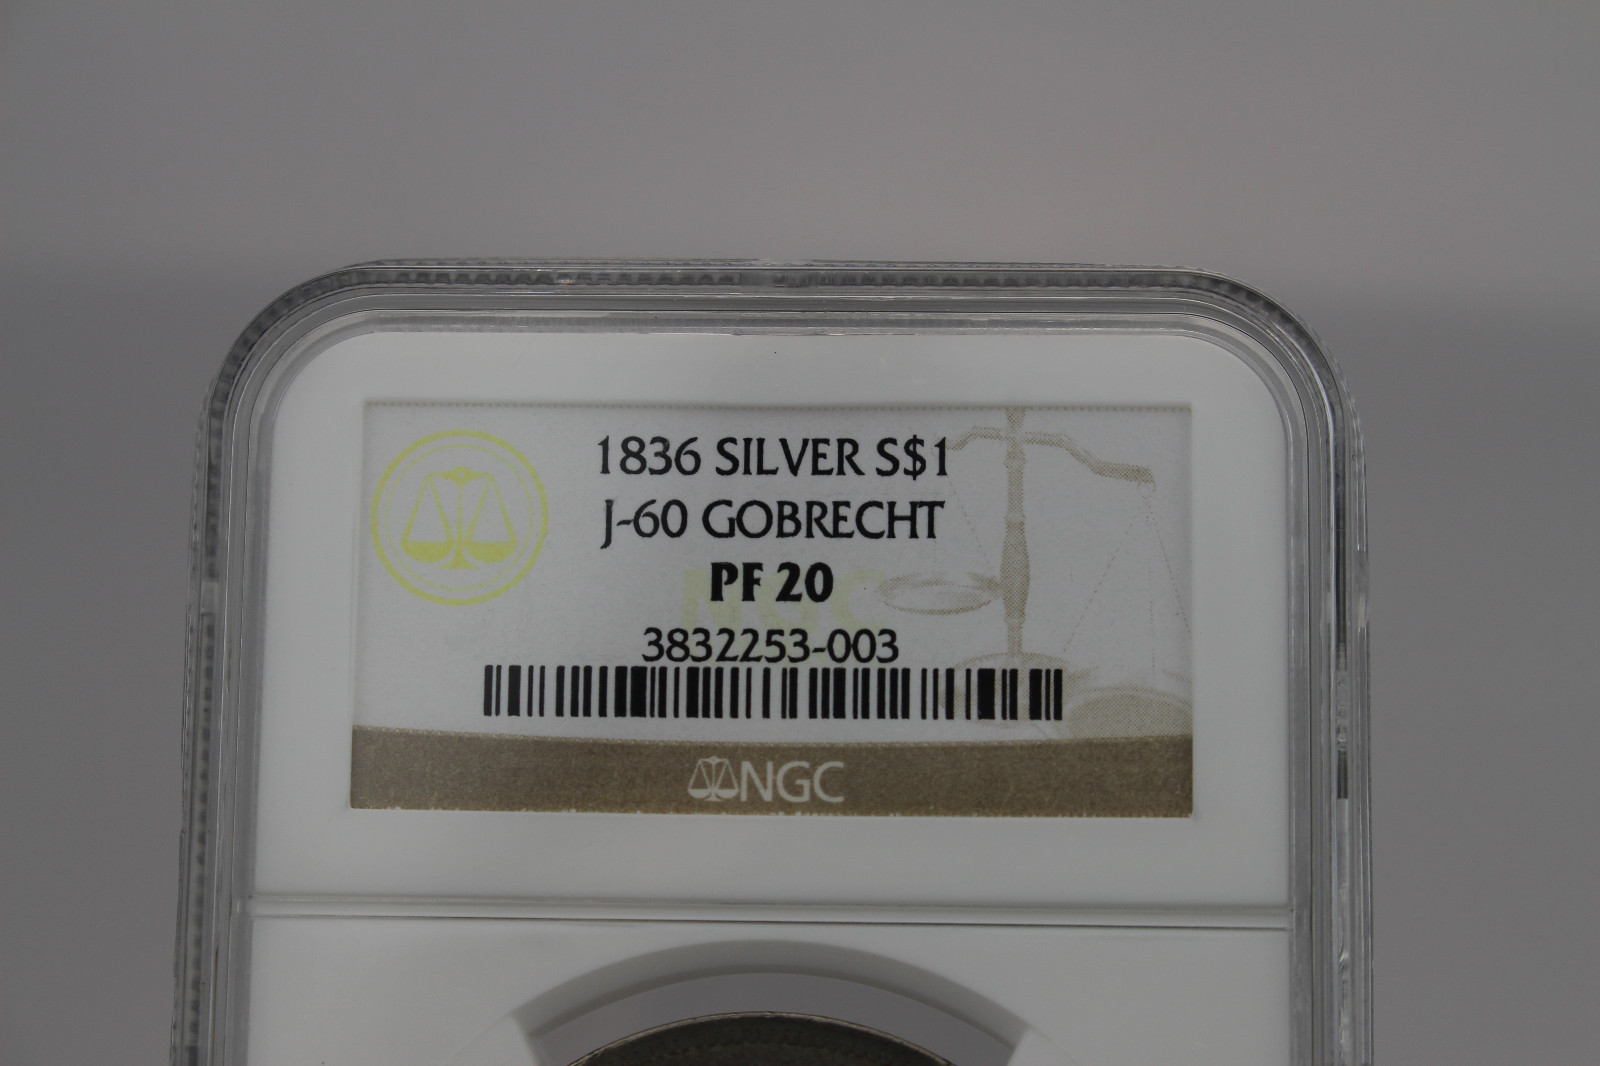 1836 SILVER S$1
J-60 GOBRECHT
PF 20
3832253-003
NGC